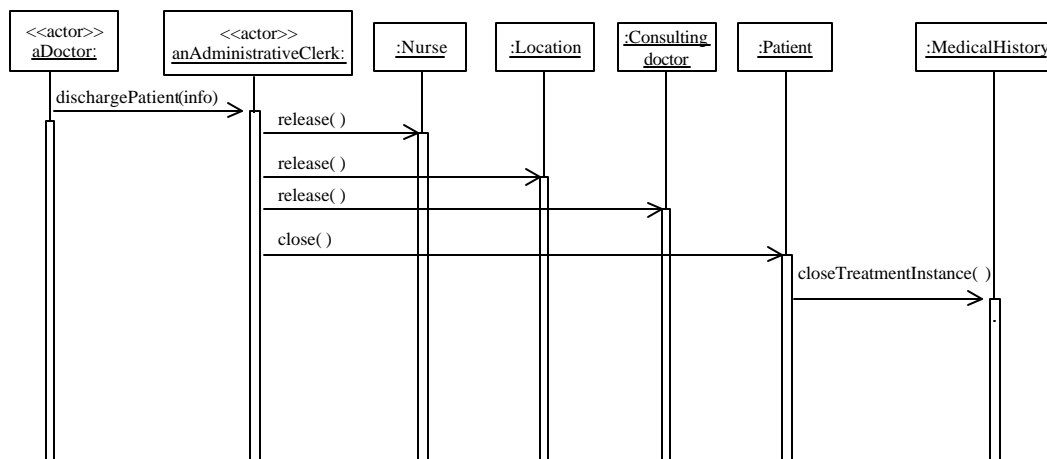 <<actor>>
aDoctor:
<<actor>>
anAdministrativeClerk:
:Nurse
:Location
:Consulting
doctor
:Patient
:MedicalHistory
dischargePatient(info)
release( )
release( )
release( )
close( )
closeTreatmentInstance( )